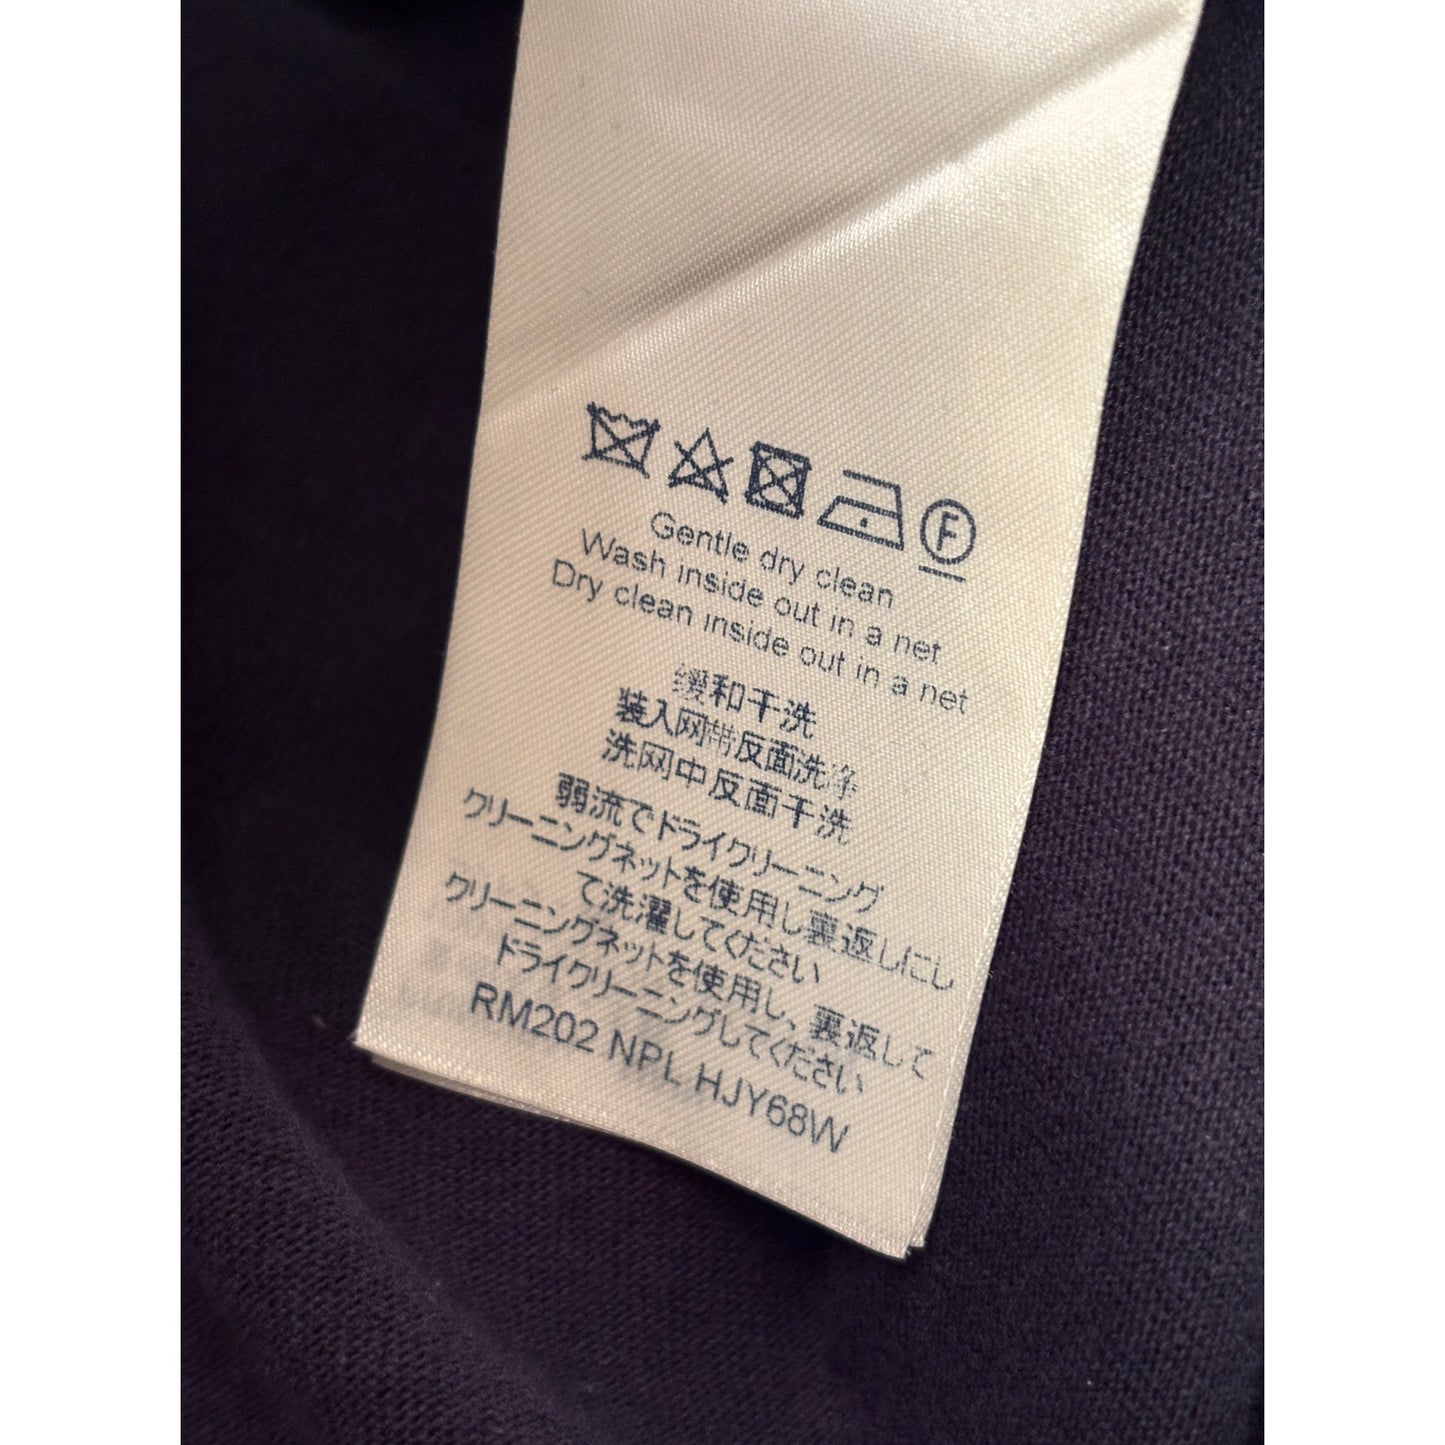 F
Gentle dry clean
Wash inside out in a net
Dry clean inside out in a net
缓和干洗
装入网带反面洗涤
洗网中反面干洗
弱流でドライクリーニング
クリーニングネットを使用し裏返しにし
て洗濯してください
クリーニングネットを使用し、裏返して
ドライクリーニングしてください
RM202 NPL HJY68W